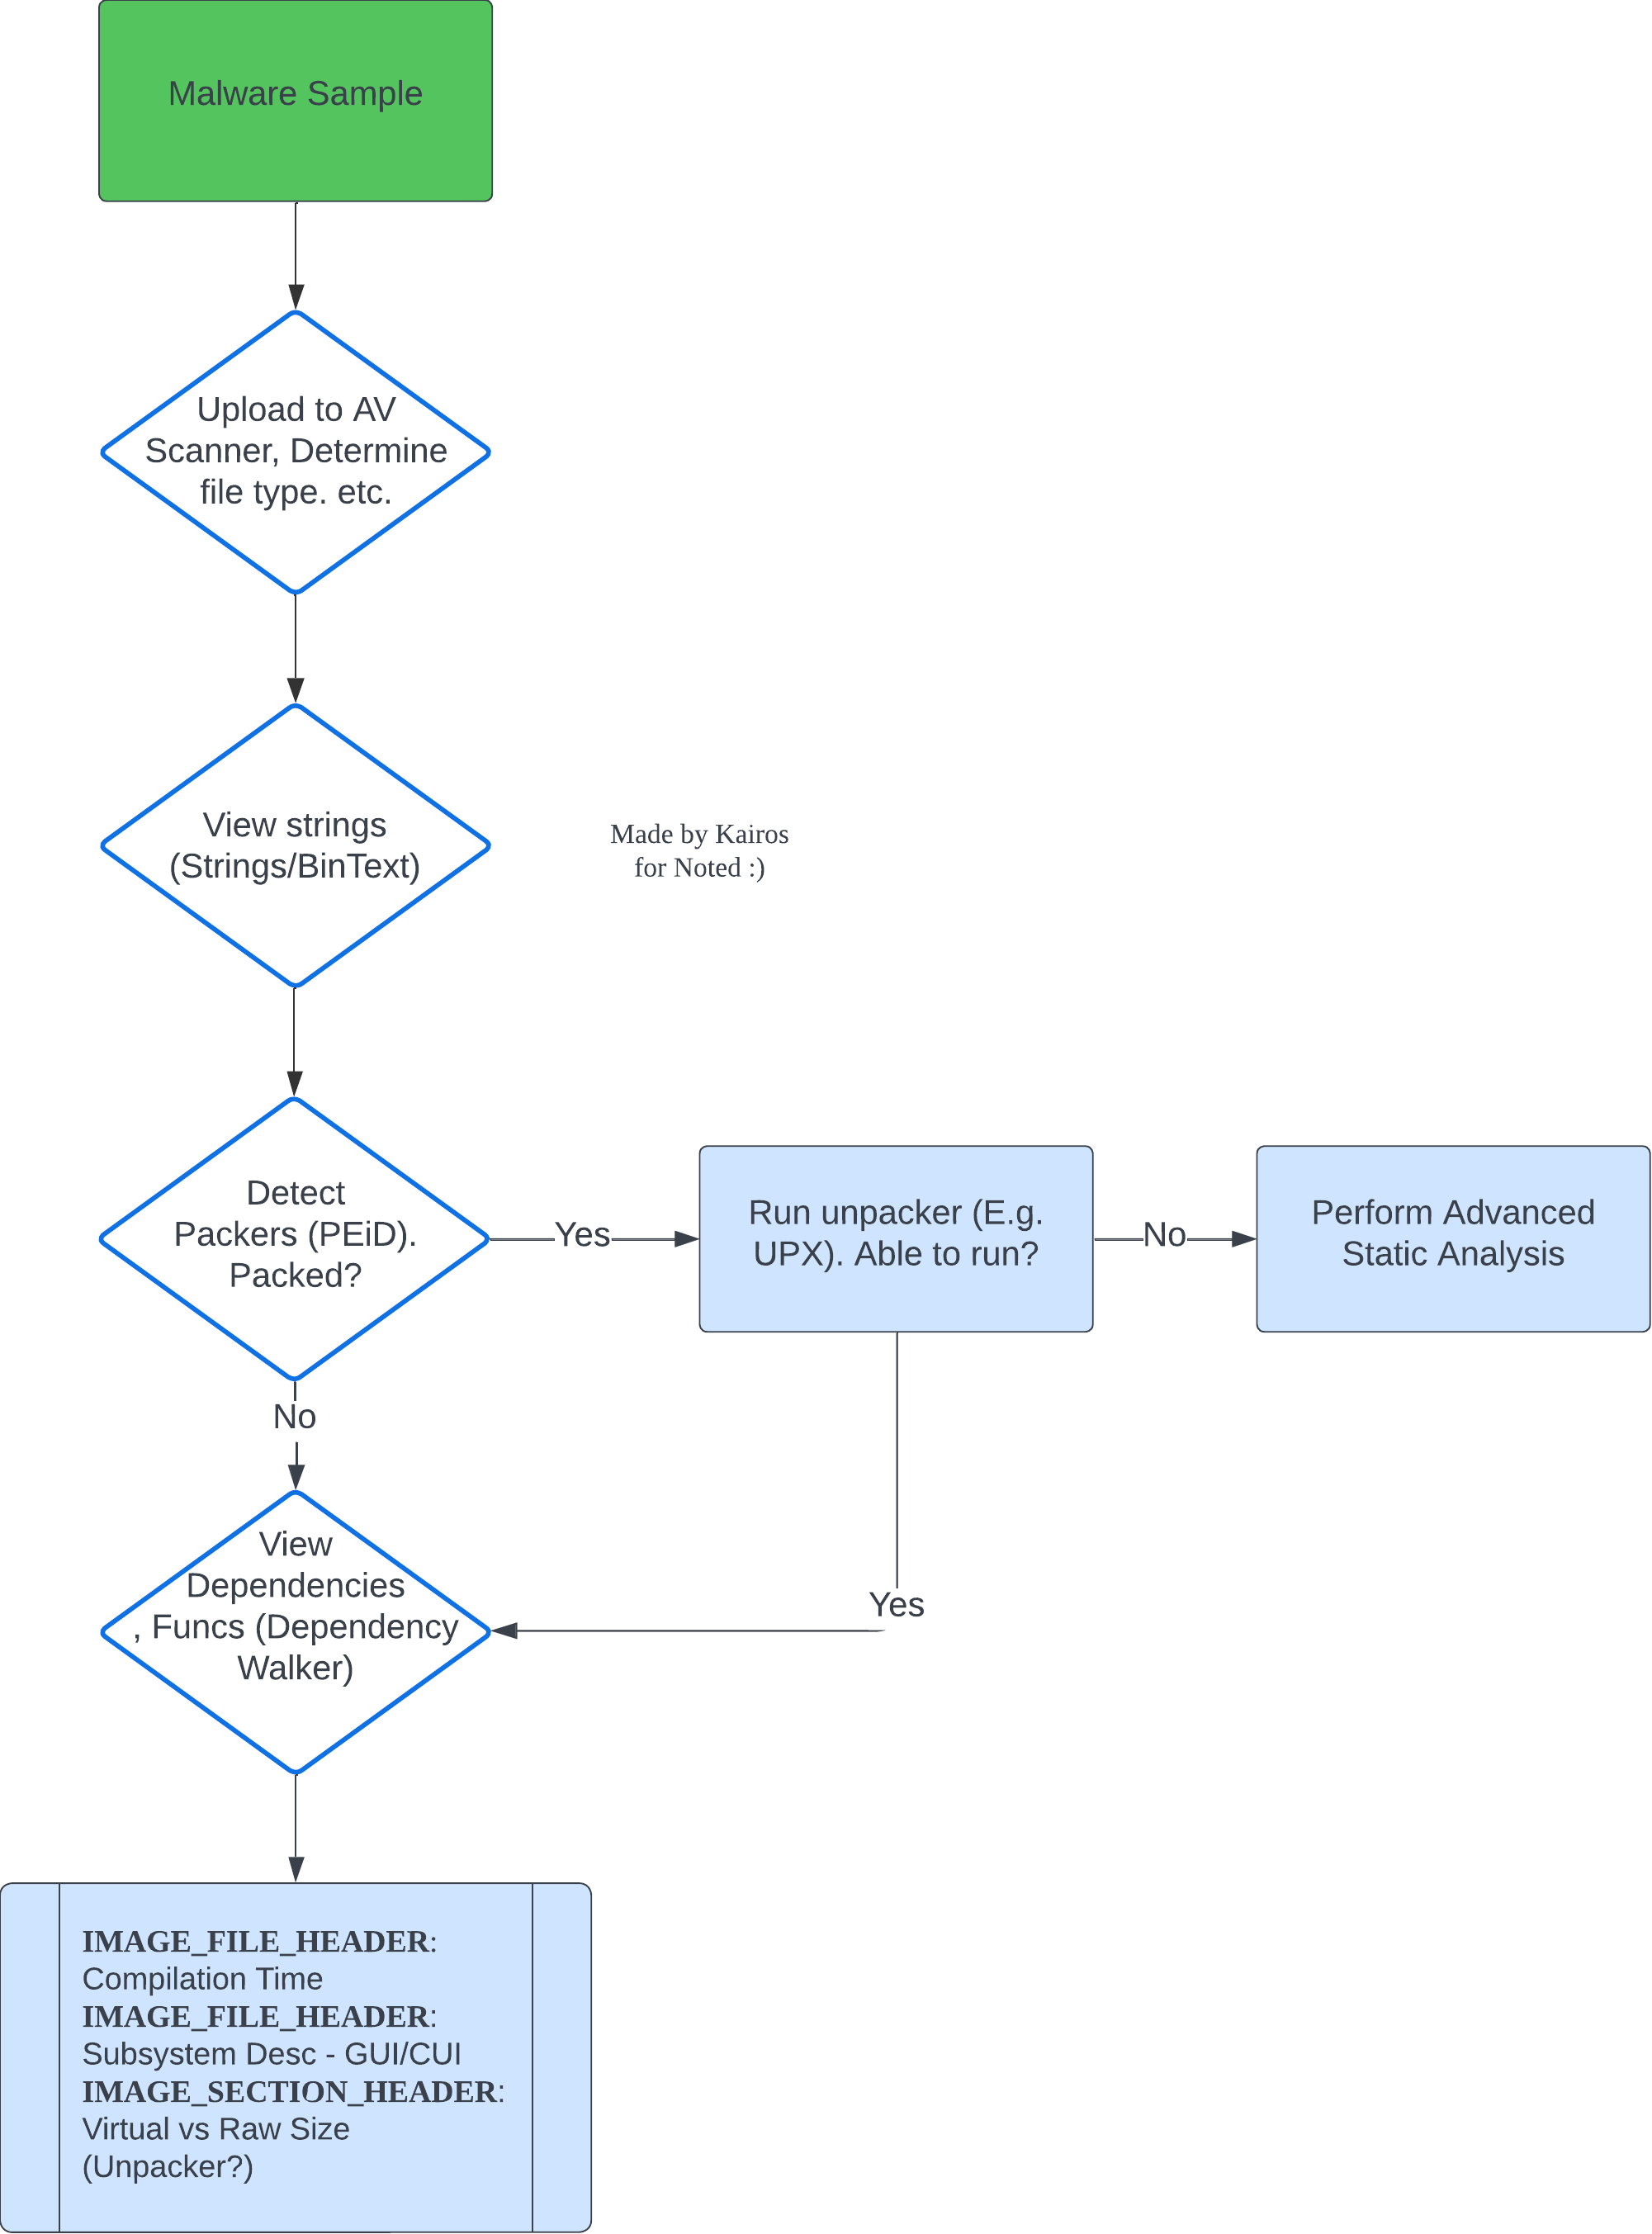 Malware Sample
Upload to AV
Scanner, Determine
file type. etc.
View strings
(Strings/BinText)
Made by Kairos
for Noted :)
Detect
Packers (PEiD).
Packed?
Yes
Run unpacker (E.g.
UPX). Able to run?
No
Perform Advanced
Static Analysis
No
View
Dependencies
, Funcs (Dependency
Walker)
Yes
IMAGE_FILE_HEADER:
Compilation Time
IMAGE_FILE_HEADER:
Subsystem Desc - GUI/CUI
IMAGE_SECTION_HEADER:
Virtual vs Raw Size
(Unpacker?)